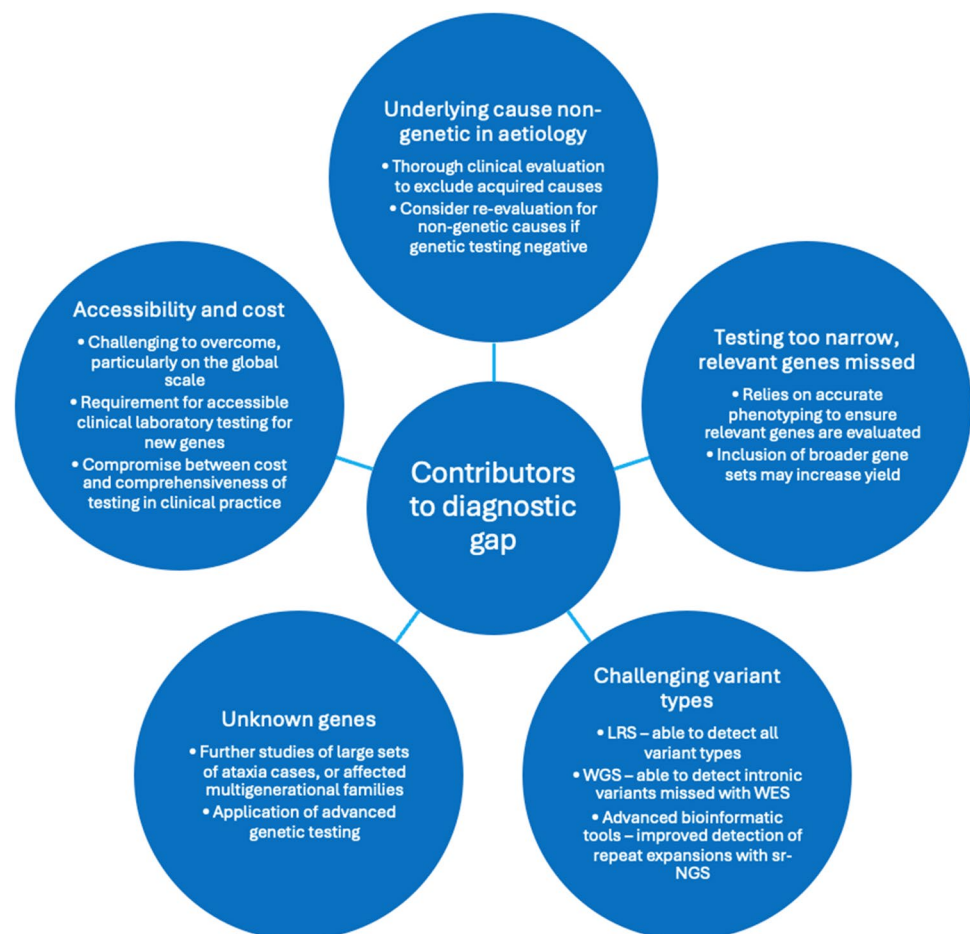 Underlying cause non-
genetic in aetiology
• Thorough clinical evaluation
to exclude acquired causes
• Consider re-evaluation for
non-genetic causes if
genetic testing negative
Accessibility and cost
• Challenging to overcome,
particularly on the global
scale
• Requirement for accessible
clinical laboratory testing for
new genes
• Compromise between cost
and comprehensiveness of
testing in clinical practice
Testing too narrow,
relevant genes missed
• Relies on accurate
phenotyping to ensure
relevant genes are evaluated
• Inclusion of broader gene
sets may increase yield
Contributors
to diagnostic
gap
Unknown genes
• Further studies of large sets
of ataxia cases, or affected
multigenerational families
• Application of advanced
genetic testing
Challenging variant
types
• LRS – able to detect all
variant types
• WGS – able to detect intronic
variants missed with WES
• Advanced bioinformatic
tools – improved detection of
repeat expansions with sr-
NGS